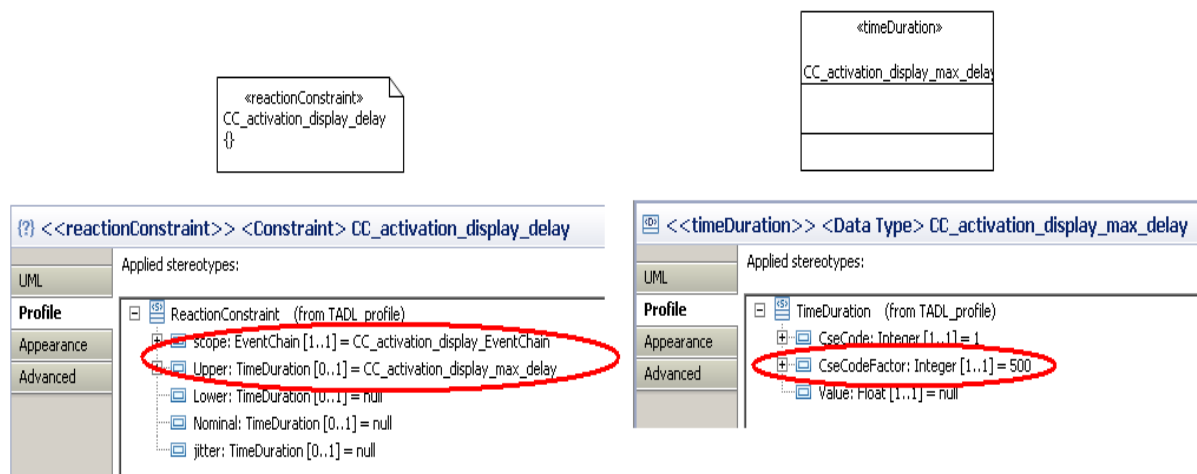 «reactionConstraint»
CC_activation_display_delay
{}
«timeDuration»
CC_activation_display_max_delay
{?} <<reactionConstraint>> <Constraint> CC_activation_display_delay
UML
Profile
Appearance
Advanced
Applied stereotypes:
ReactionConstraint (from TADL_profile)
scope: EventChain [1..1] = CC_activation_display_EventChain
Upper: TimeDuration [0..1] = CC_activation_display_max_delay
Lower: TimeDuration [0..1] = null
Nominal: TimeDuration [0..1] = null
jitter: TimeDuration [0..1] = null
<<timeDuration>> <Data Type> CC_activation_display_max_delay
UML
Profile
Appearance
Advanced
Applied stereotypes:
TimeDuration (from TADL_profile)
CseCode: Integer [1..1] = 1
CseCodeFactor: Integer [1..1] = 500
Value: Float [1..1] = null